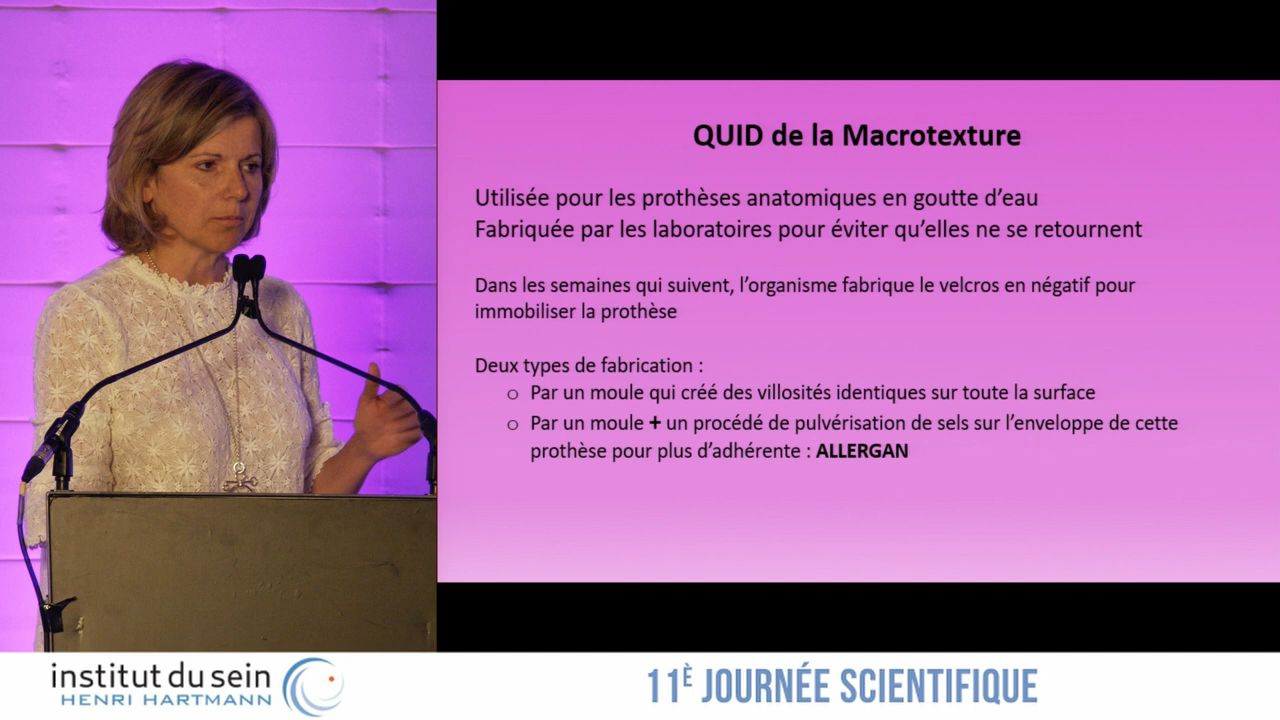 QUID de la Macrotexture
Utilisée pour les prothèses anatomiques en goutte d’eau
Fabriquée par les laboratoires pour éviter qu’elles ne se retournent
Dans les semaines qui suivent, l’organisme fabrique le velcros en négatif pour
immobiliser la prothèse
Deux types de fabrication :
o Par un moule qui créé des villosités identiques sur toute la surface
o Par un moule + un procédé de pulvérisation de sels sur l’enveloppe de cette
prothèse pour plus d’adhérente : ALLERGAN
institut du sein
HENRI HARTMANN
11È JOURNÉE SCIENTIFIQUE